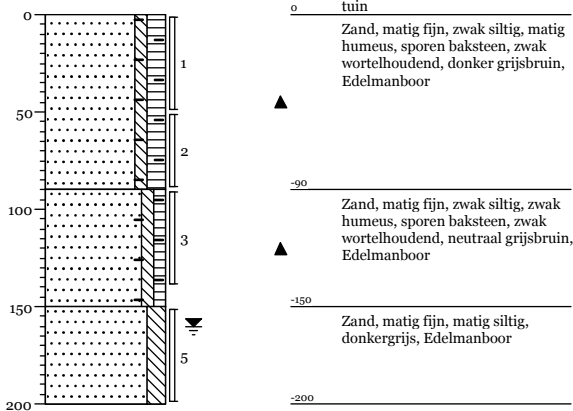 0
50
100
150
200
1
2
3
5
0 tuin
Zand, matig fijn, zwak siltig, matig
humeus, sporen baksteen, zwak
wortelhoudend, donker grijsbruin,
Edelmanboor
-90
Zand, matig fijn, zwak siltig, zwak
humeus, sporen baksteen, zwak
wortelhoudend, neutraal grijsbruin,
Edelmanboor
-150
Zand, matig fijn, matig siltig,
donkergrijs, Edelmanboor
-200